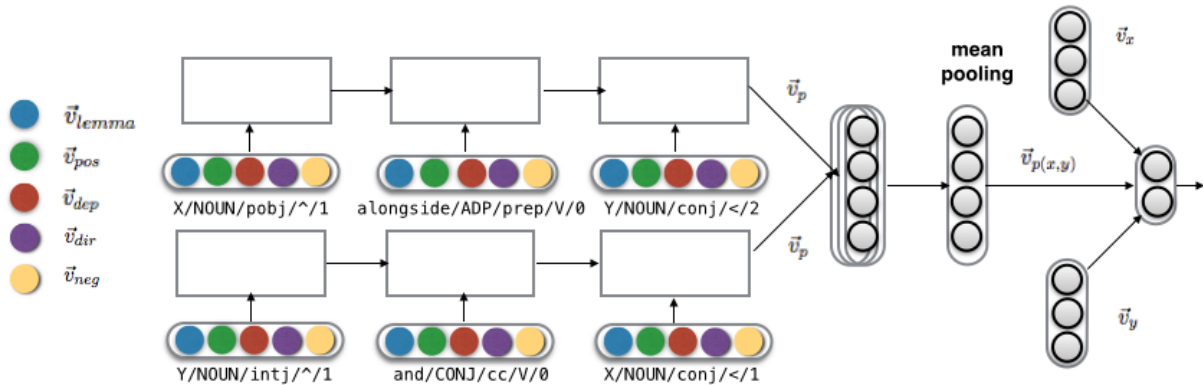 v⃗lemma
v⃗pos
v⃗dep
v⃗dir
v⃗neg
X/NOUN/pobj/^/1
alongside/ADP/prep/V/0
Y/NOUN/conj/</2
Y/NOUN/intj/^/1
and/CONJ/cc/V/0
X/NOUN/conj/</1
v⃗p
v⃗p
mean
pooling
v⃗p(x,y)
v⃗x
v⃗y